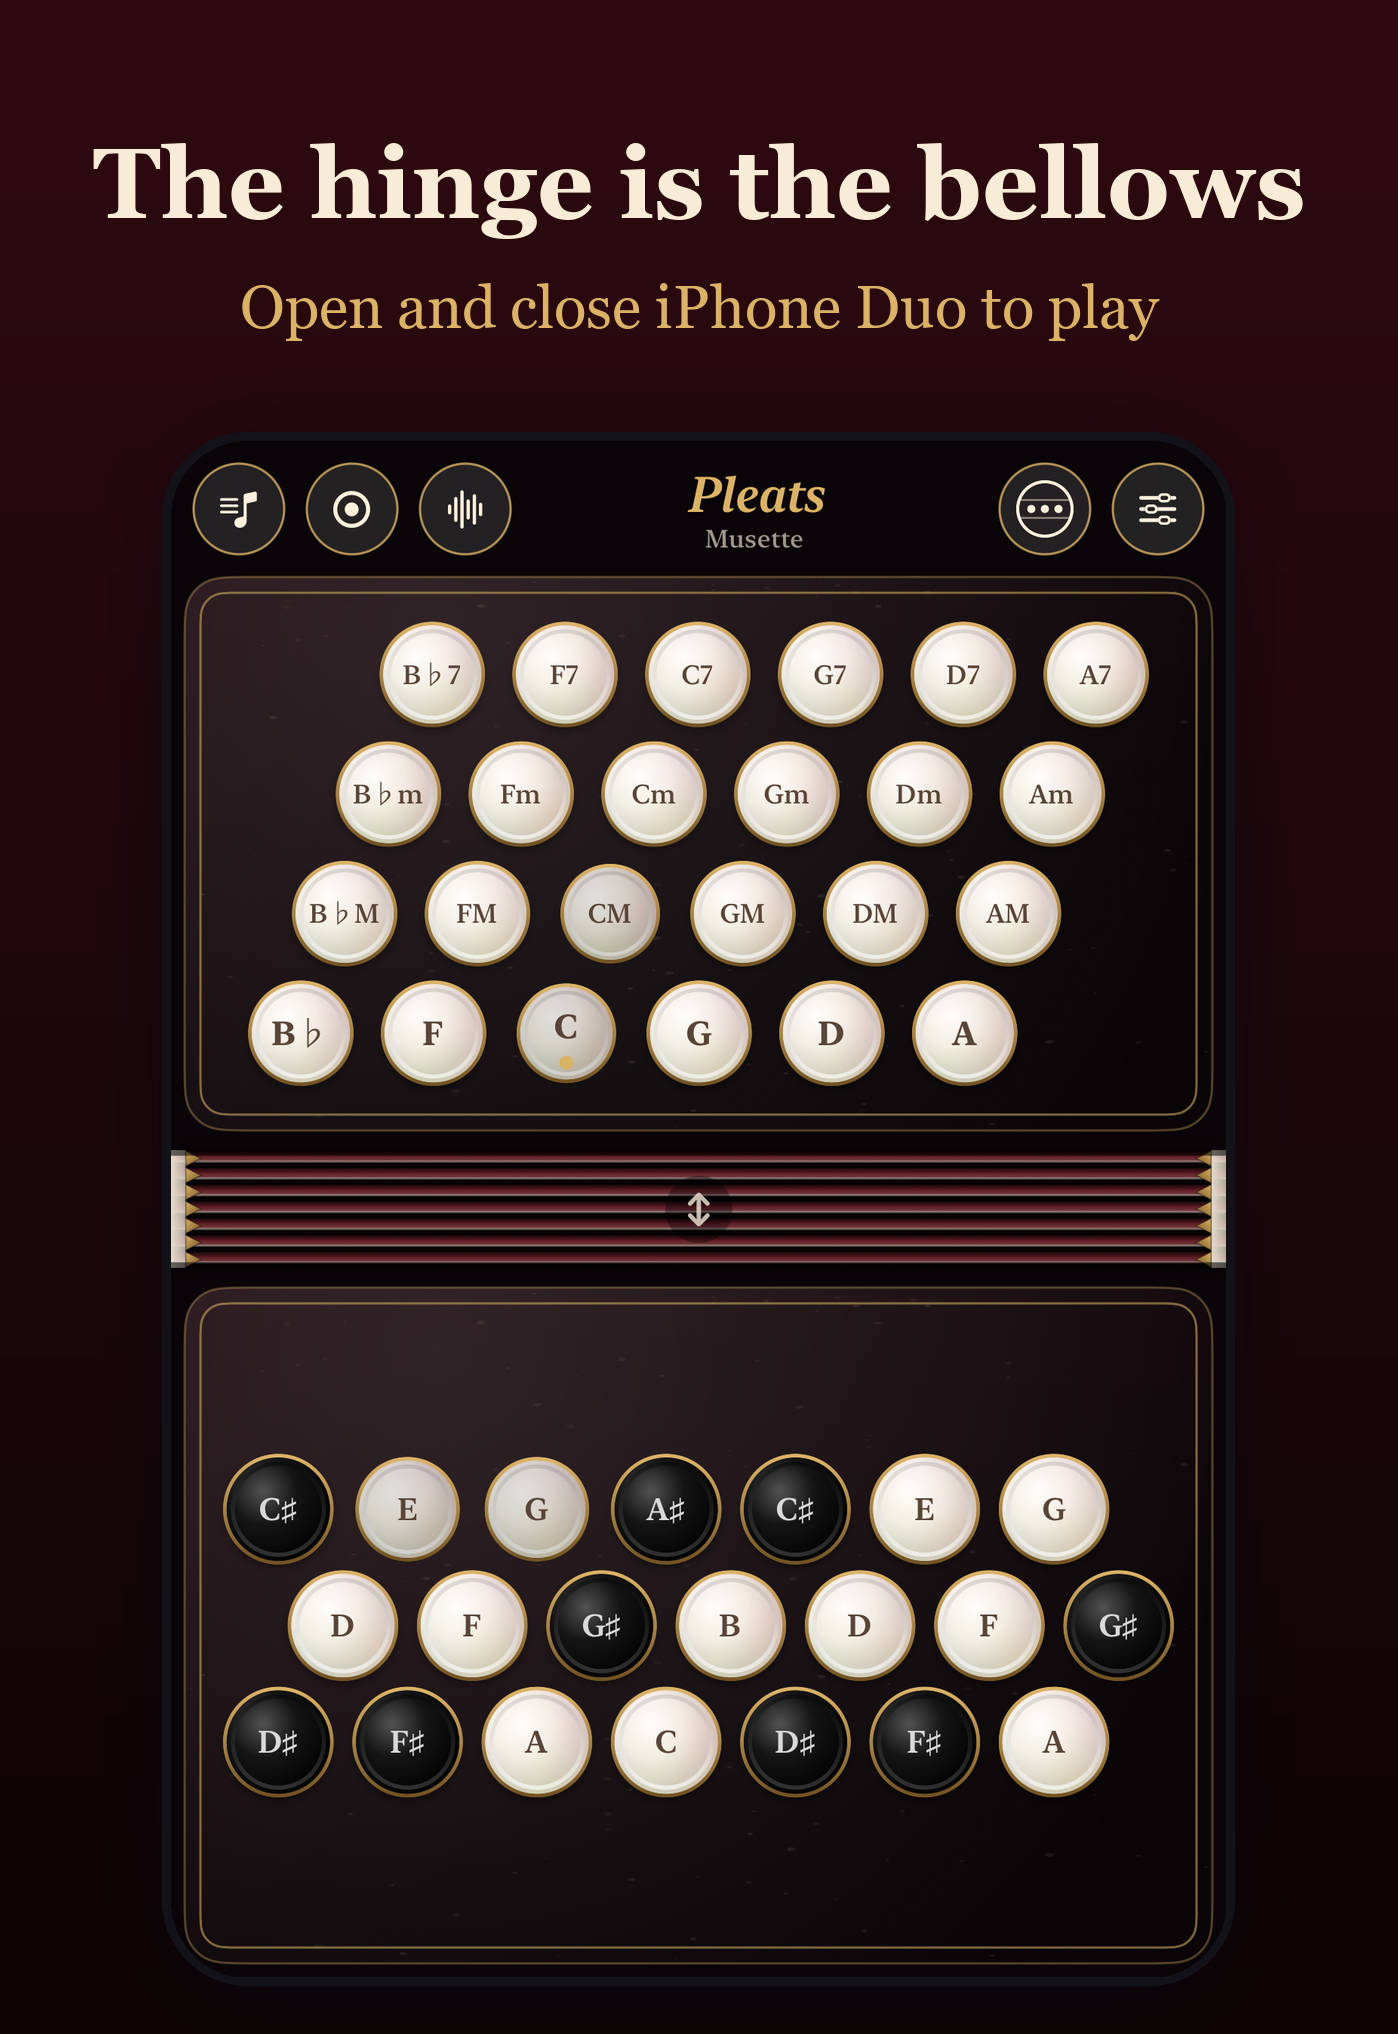 The hinge is the bellows
Open and close iPhone Duo to play
Pleats
Musette
B♭7 F7 C7 G7 D7 A7
B♭m Fm Cm Gm Dm Am
B♭M FM CM GM DM AM
B♭ F C G D A
C♯ E G A♯ C♯ E G
D F G♯ B D F G♯
D♯ F♯ A C D♯ F♯ A